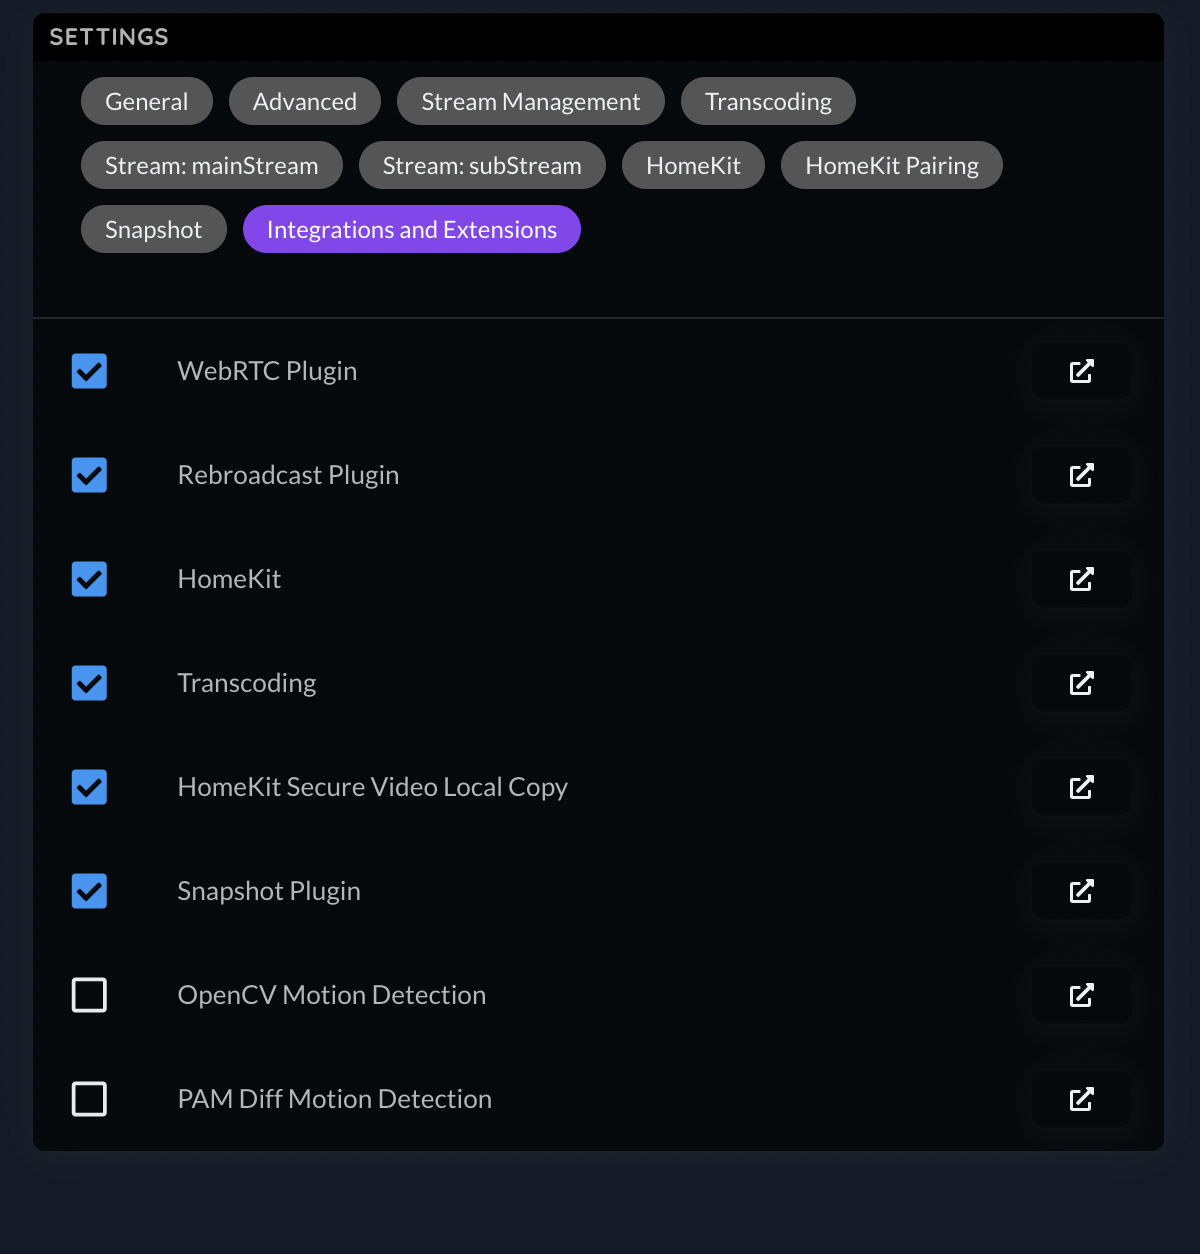 SETTINGS
General Advanced Stream Management Transcoding
Stream: mainStream Stream: subStream HomeKit HomeKit Pairing
Snapshot Integrations and Extensions
WebRTC Plugin
Rebroadcast Plugin
HomeKit
Transcoding
HomeKit Secure Video Local Copy
Snapshot Plugin
OpenCV Motion Detection
PAM Diff Motion Detection